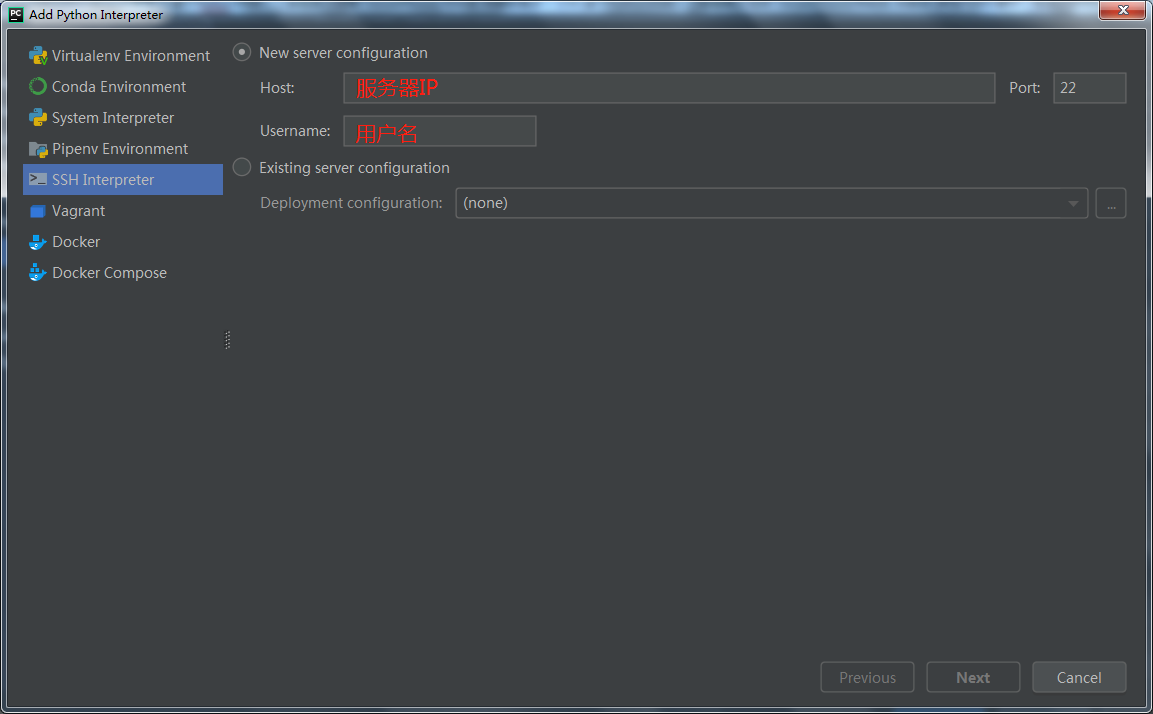 Add Python Interpreter
Virtualenv Environment
Conda Environment
System Interpreter
Pipenv Environment
SSH Interpreter
Vagrant
Docker
Docker Compose
New server configuration
Host: 服务器IP Port: 22
Username: 用户名
Existing server configuration
Deployment configuration: (none) ...
Previous Next Cancel